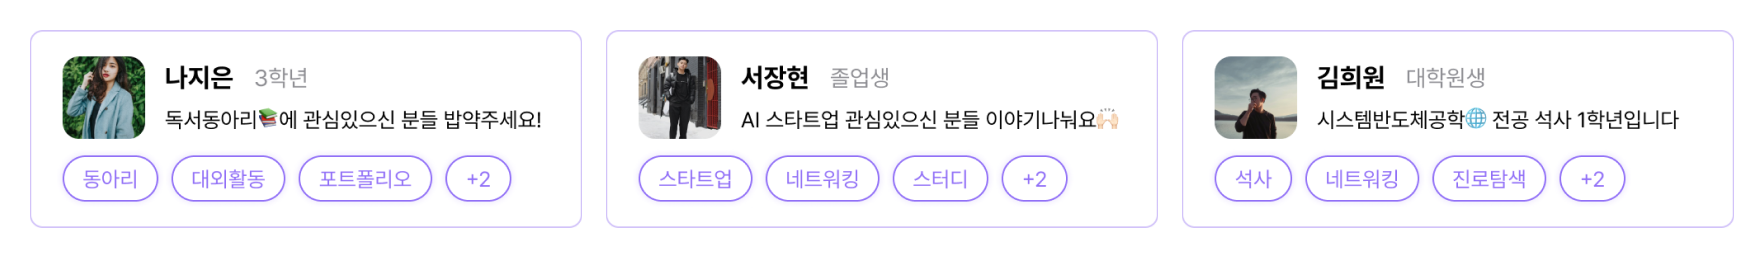 나지은 3학년
독서동아리📚에 관심있으신 분들 밥약주세요!
동아리 대외활동 포트폴리오 +2
서장현 졸업생
AI 스타트업 관심있으신 분들 이야기나눠요🙌🏻
스타트업 네트워킹 스터디 +2
김희원 대학원생
시스템반도체공학🌐 전공 석사 1학년입니다
석사 네트워킹 진로탐색 +2